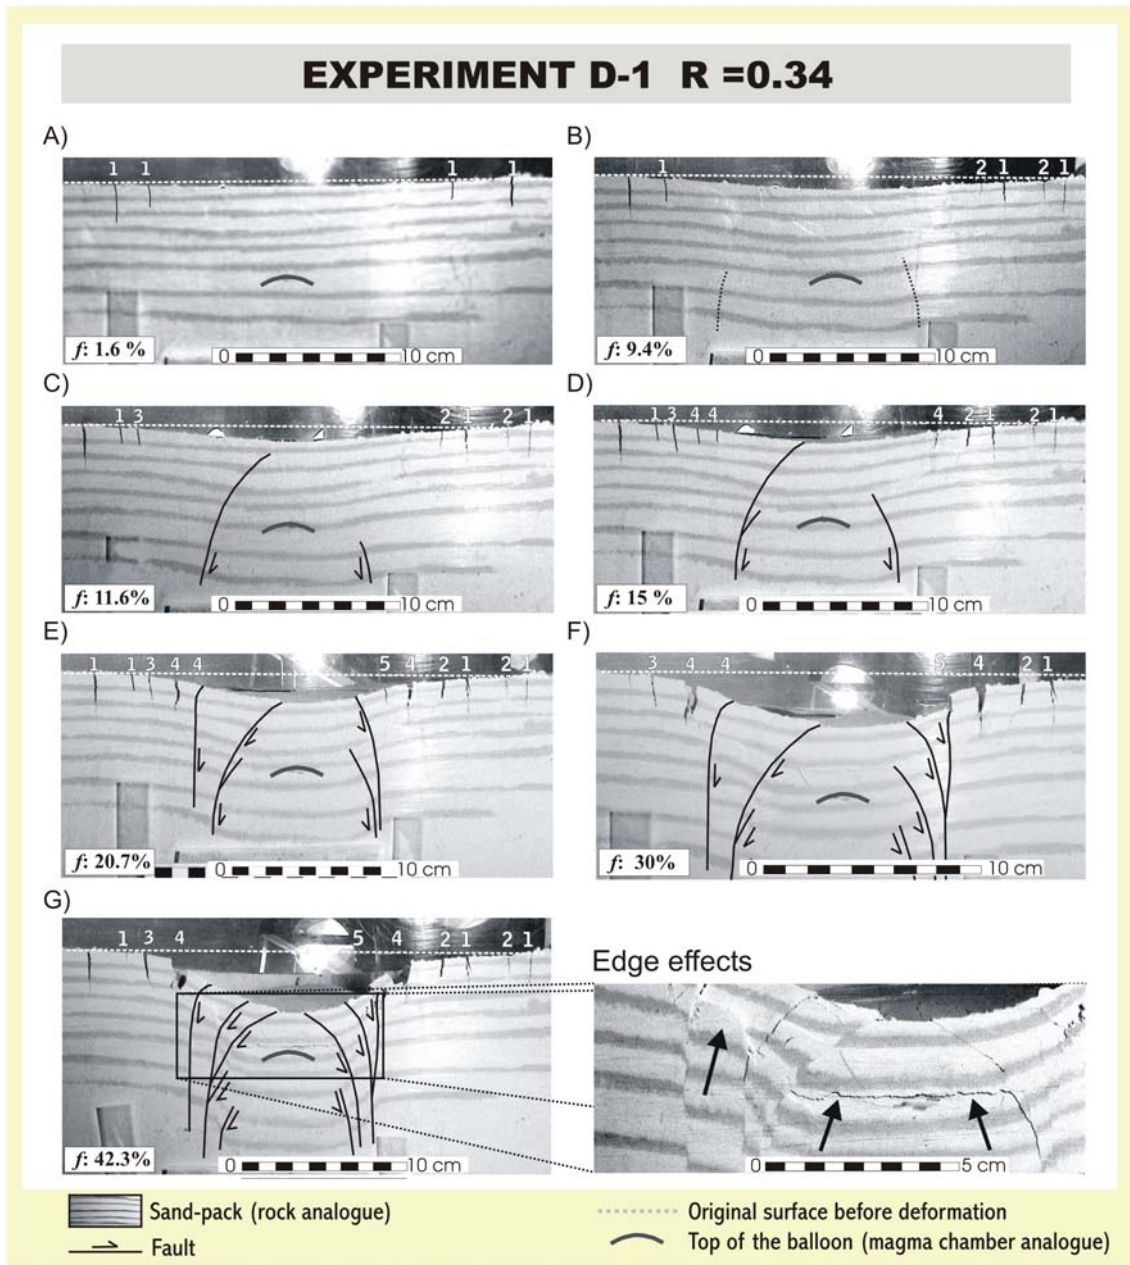 EXPERIMENT D-1 R =0.34
A)
1 1 1 1
f: 1.6 %
0 10 cm
B)
1 2 1 2 1
f: 9.4%
0 10 cm
C)
1 3 2 1 2 1
f: 11.6%
0 10 cm
D)
1 3 4 4 4 2 1 2 1
f: 15 %
0 10 cm
E)
1 1 3 4 4 5 4 2 1 2 1
f: 20.7%
0 10 cm
F)
3 4 4 5 4 2 1
f: 30%
0 10 cm
G)
1 3 4 5 4 2 1 2 1
f: 42.3%
0 10 cm
Edge effects
0 5 cm
Sand-pack (rock analogue)
Fault
Original surface before deformation
Top of the balloon (magma chamber analogue)